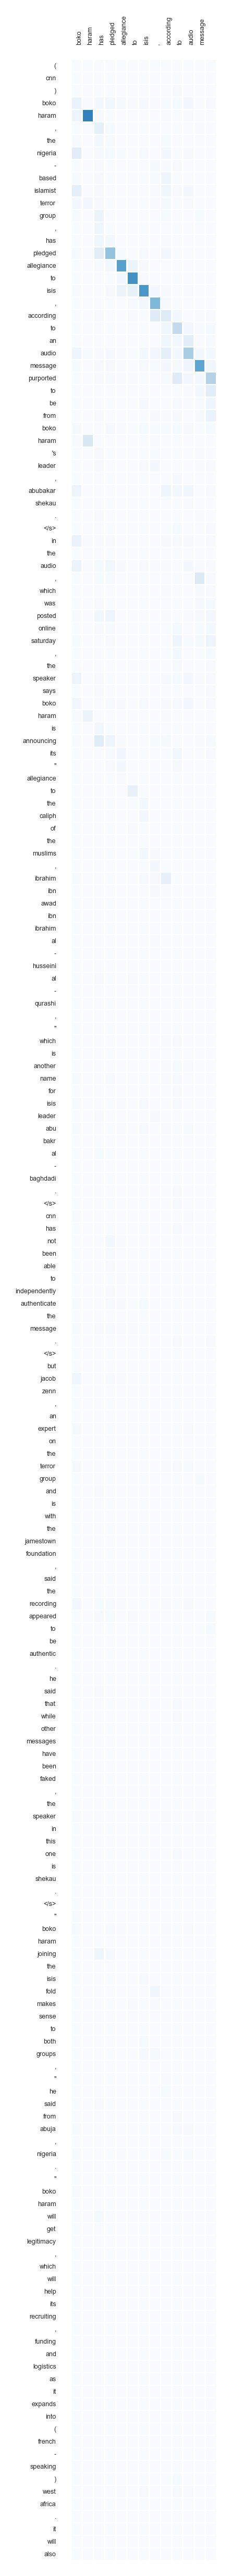 boko
haram
has
pledged
allegiance
to
isis
,
according
to
audio
message
(
cnn
)
boko
haram
,
the
nigeria
-
based
islamist
terror
group
,
has
pledged
allegiance
to
isis
,
according
to
an
audio
message
purported
to
be
from
boko
haram
's
leader
,
abubakar
shekau
.
</s>
in
the
audio
,
which
was
posted
online
saturday
,
the
speaker
says
boko
haram
is
announcing
its
"
allegiance
to
the
caliph
of
the
muslims
,
ibrahim
ibn
awad
ibn
ibrahim
al
-
husseini
al
-
qurashi
,
"
which
is
another
name
for
isis
leader
abu
bakr
al
-
baghdadi
.
</s>
cnn
has
not
been
able
to
independently
authenticate
the
message
.
</s>
but
jacob
zenn
,
an
expert
on
the
terror
group
and
is
with
the
jamestown
foundation
,
said
the
recording
appeared
to
be
authentic
.
he
said
that
while
other
messages
have
been
faked
,
the
speaker
in
this
one
is
shekau
.
</s>
"
boko
haram
joining
the
isis
fold
makes
sense
to
both
groups
,
"
he
said
from
abuja
,
nigeria
.
"
boko
haram
will
get
legitimacy
,
which
will
help
its
recruiting
,
funding
and
logistics
as
it
expands
into
(
french
-
speaking
)
west
africa
.
it
will
also